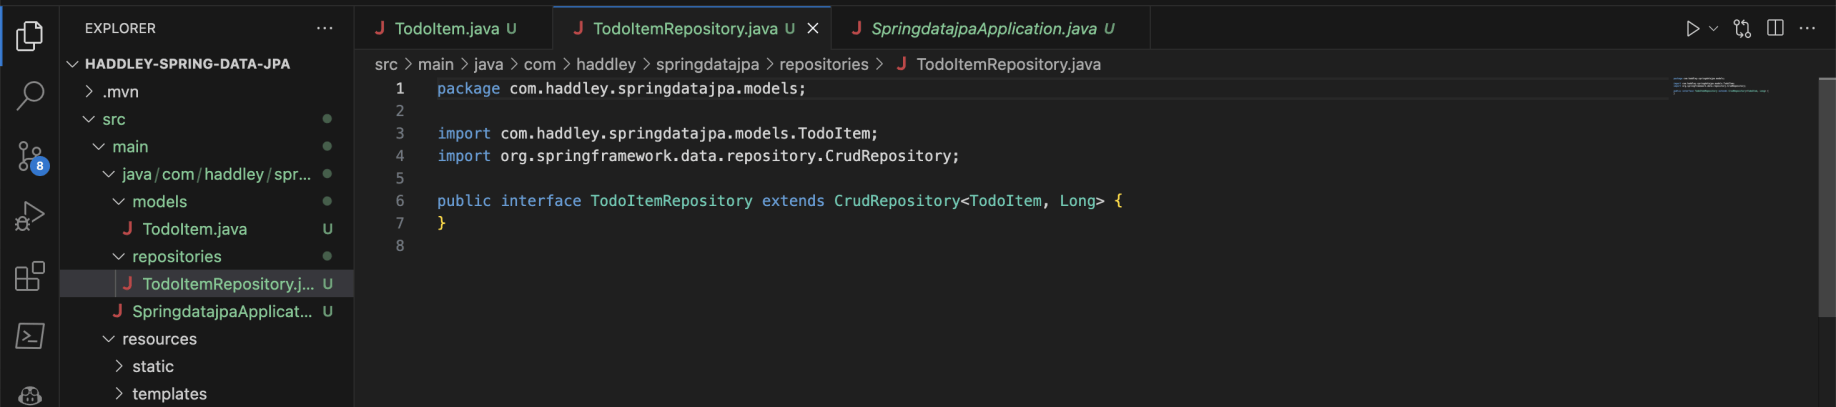 EXPLORER
HADDLEY-SPRING-DATA-JPA
.mvn
src
main
java/com/haddley/spr...
models
J TodoItem.java U
repositories
J TodoItemRepository.j... U
J SpringdatajpaApplicat... U
resources
static
templates
8
J TodoItem.java U
J TodoItemRepository.java U
J SpringdatajpaApplication.java U
src > main > java > com > haddley > springdatajpa > repositories > J TodoItemRepository.java
1 package com.haddley.springdatajpa.models;
2
3 import com.haddley.springdatajpa.models.TodoItem;
4 import org.springframework.data.repository.CrudRepository;
5
6 public interface TodoItemRepository extends CrudRepository<TodoItem, Long> {
7 }
8